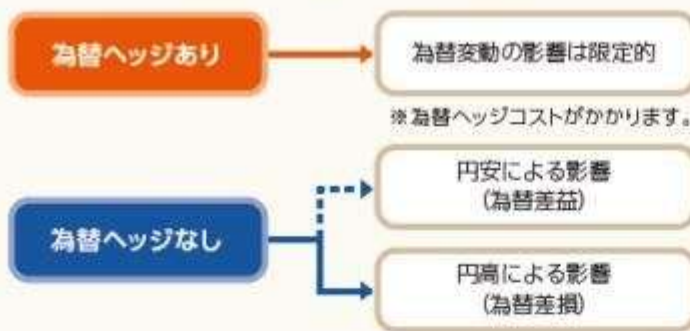 為替ヘッジあり
為替変動の影響は限定的
※為替ヘッジコストがかかります。
為替ヘッジなし
円安による影響
(為替差益)
円高による影響
(為替差損)